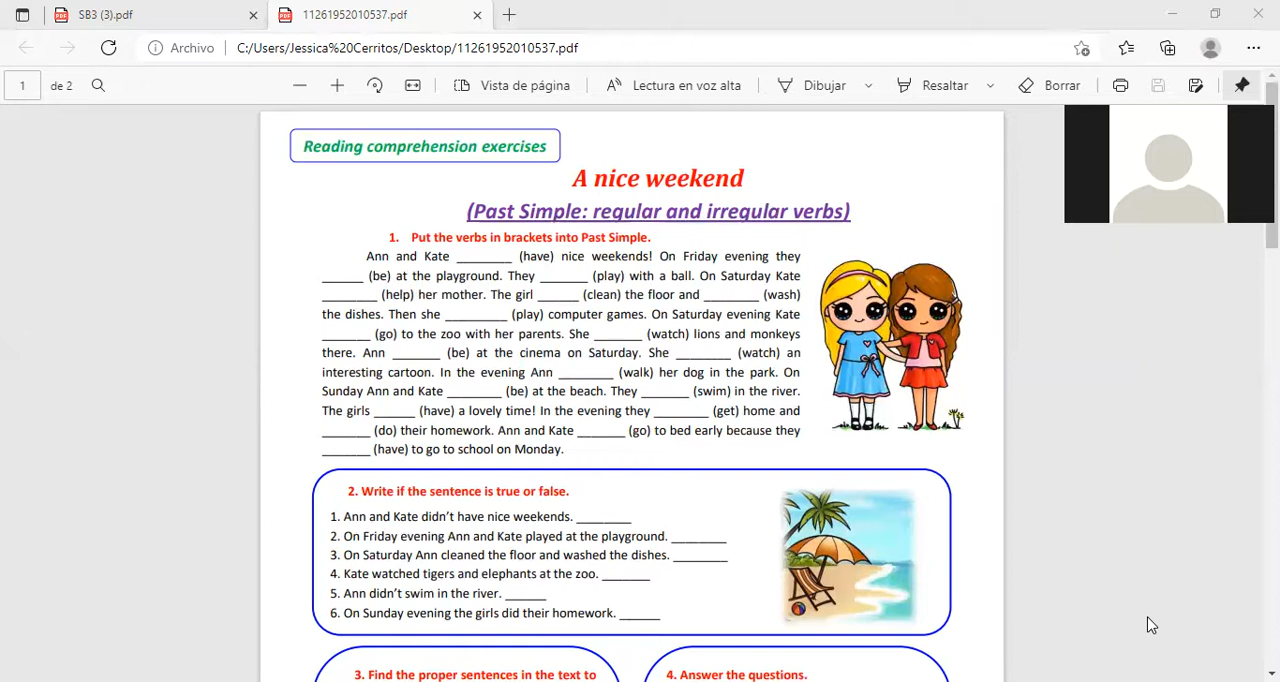 SB3 (3).pdf
11261952010537.pdf
Archivo
C:/Users/Jessica%20Cerritos/Desktop/11261952010537.pdf
1 de 2
Vista de página
Lectura en voz alta
Dibujar
Resaltar
Borrar
Reading comprehension exercises
A nice weekend
(Past Simple: regular and irregular verbs)
1. Put the verbs in brackets into Past Simple.
Ann and Kate ________ (have) nice weekends! On Friday evening they
______ (be) at the playground. They _______ (play) with a ball. On Saturday Kate
________ (help) her mother. The girl ______ (clean) the floor and ________ (wash)
the dishes. Then she _________ (play) computer games. On Saturday evening Kate
_______ (go) to the zoo with her parents. She _______ (watch) lions and monkeys
there. Ann _______ (be) at the cinema on Saturday. She ________ (watch) an
interesting cartoon. In the evening Ann ________ (walk) her dog in the park. On
Sunday Ann and Kate ________ (be) at the beach. They _______ (swim) in the river.
The girls ______ (have) a lovely time! In the evening they ________ (get) home and
_______ (do) their homework. Ann and Kate _______ (go) to bed early because they
_______ (have) to go to school on Monday.
2. Write if the sentence is true or false.
1. Ann and Kate didn’t have nice weekends. ________
2. On Friday evening Ann and Kate played at the playground. ________
3. On Saturday Ann cleaned the floor and washed the dishes. ________
4. Kate watched tigers and elephants at the zoo. _______
5. Ann didn’t swim in the river. ______
6. On Sunday evening the girls did their homework. ______
3. Find the proper sentences in the text to
4. Answer the questions.